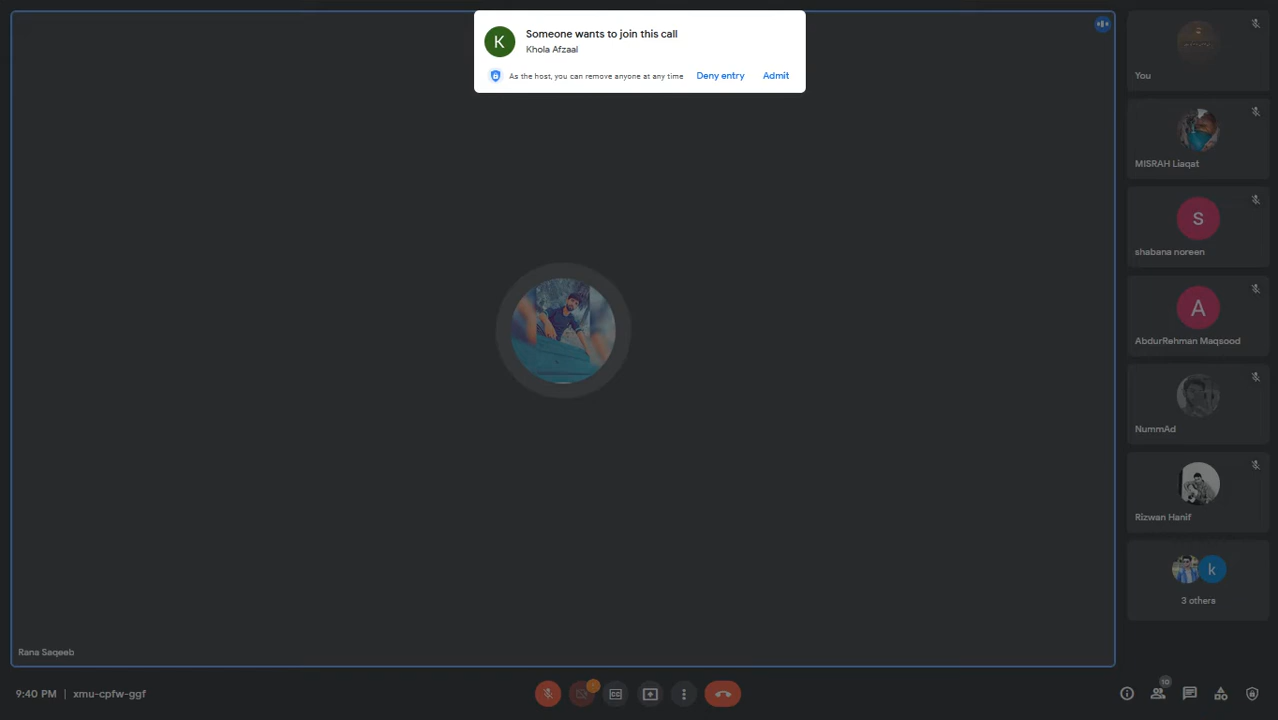 K
Someone wants to join this call
Khola Afzaal
As the host, you can remove anyone at any time
Deny entry
Admit
You
MISRAH Liaqat
S
shabana noreen
A
AbdurRehman Maqsood
NummAd
Rizwan Hanif
k
3 others
Rana Saqeeb
9:40 PM | xmu-cpfw-ggf
CC
10